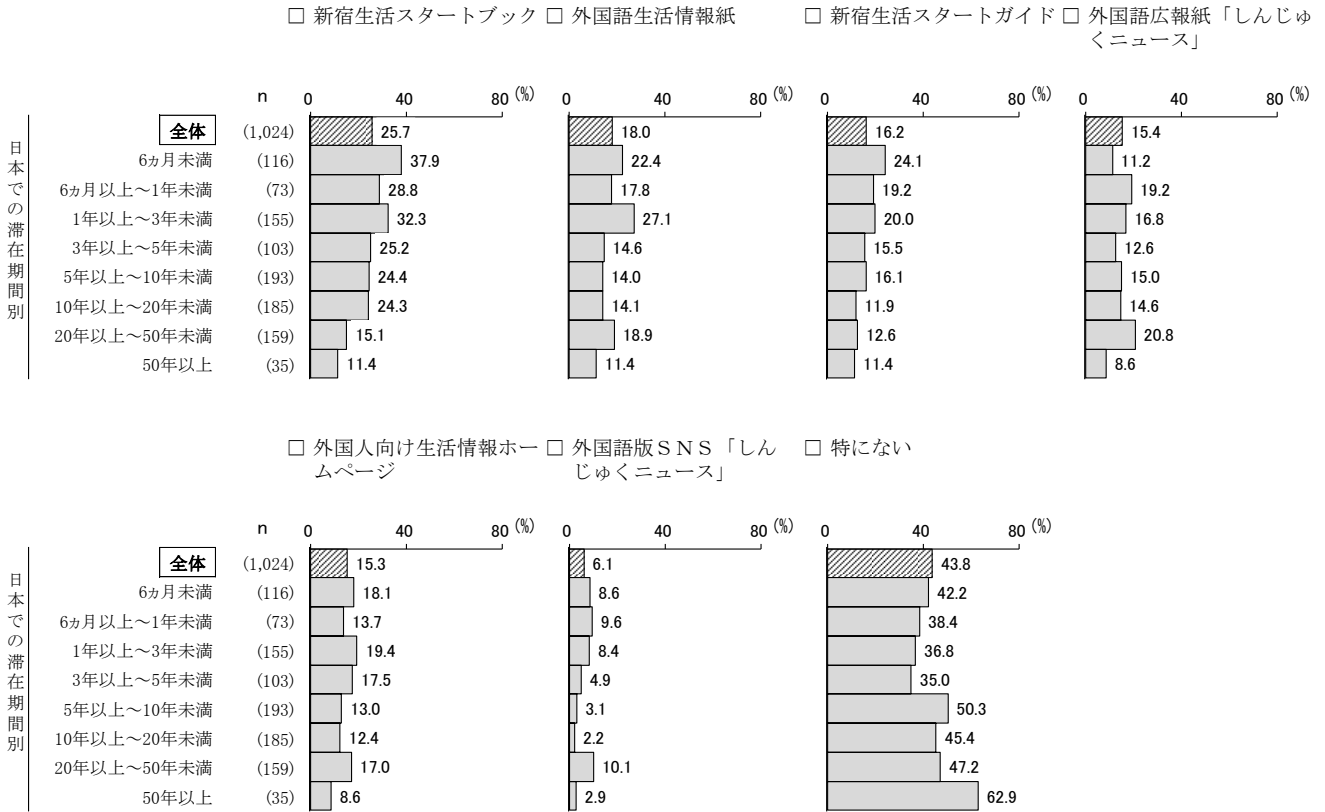 □ 新宿生活スタートブック □ 外国語生活情報紙 □ 新宿生活スタートガイド □ 外国語広報紙「しんじゅ
くニュース」
n 0 40 80 (%) 0 40 80 (%) 0 40 80 (%) 0 40 80 (%)
日本での滞在期間別
全体 (1,024) 25.7 18.0 16.2 15.4
6ヵ月未満 (116) 37.9 22.4 24.1 11.2
6ヵ月以上～1年未満 (73) 28.8 17.8 19.2 19.2
1年以上～3年未満 (155) 32.3 27.1 20.0 16.8
3年以上～5年未満 (103) 25.2 14.6 15.5 12.6
5年以上～10年未満 (193) 24.4 14.0 16.1 15.0
10年以上～20年未満 (185) 24.3 14.1 11.9 14.6
20年以上～50年未満 (159) 15.1 18.9 12.6 20.8
50年以上 (35) 11.4 11.4 11.4 8.6
□ 外国人向け生活情報ホー □ 外国語版ＳＮＳ「しん □ 特にない
ムページ じゅくニュース」
n 0 40 80 (%) 0 40 80 (%) 0 40 80 (%)
日本での滞在期間別
全体 (1,024) 15.3 6.1 43.8
6ヵ月未満 (116) 18.1 8.6 42.2
6ヵ月以上～1年未満 (73) 13.7 9.6 38.4
1年以上～3年未満 (155) 19.4 8.4 36.8
3年以上～5年未満 (103) 17.5 4.9 35.0
5年以上～10年未満 (193) 13.0 3.1 50.3
10年以上～20年未満 (185) 12.4 2.2 45.4
20年以上～50年未満 (159) 17.0 10.1 47.2
50年以上 (35) 8.6 2.9 62.9